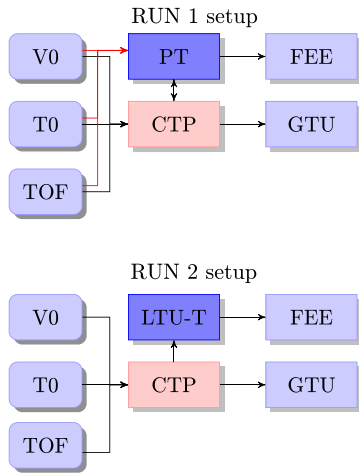 RUN 1 setup
V0 PT FEE
T0 CTP GTU
TOF
RUN 2 setup
V0 LTU-T FEE
T0 CTP GTU
TOF